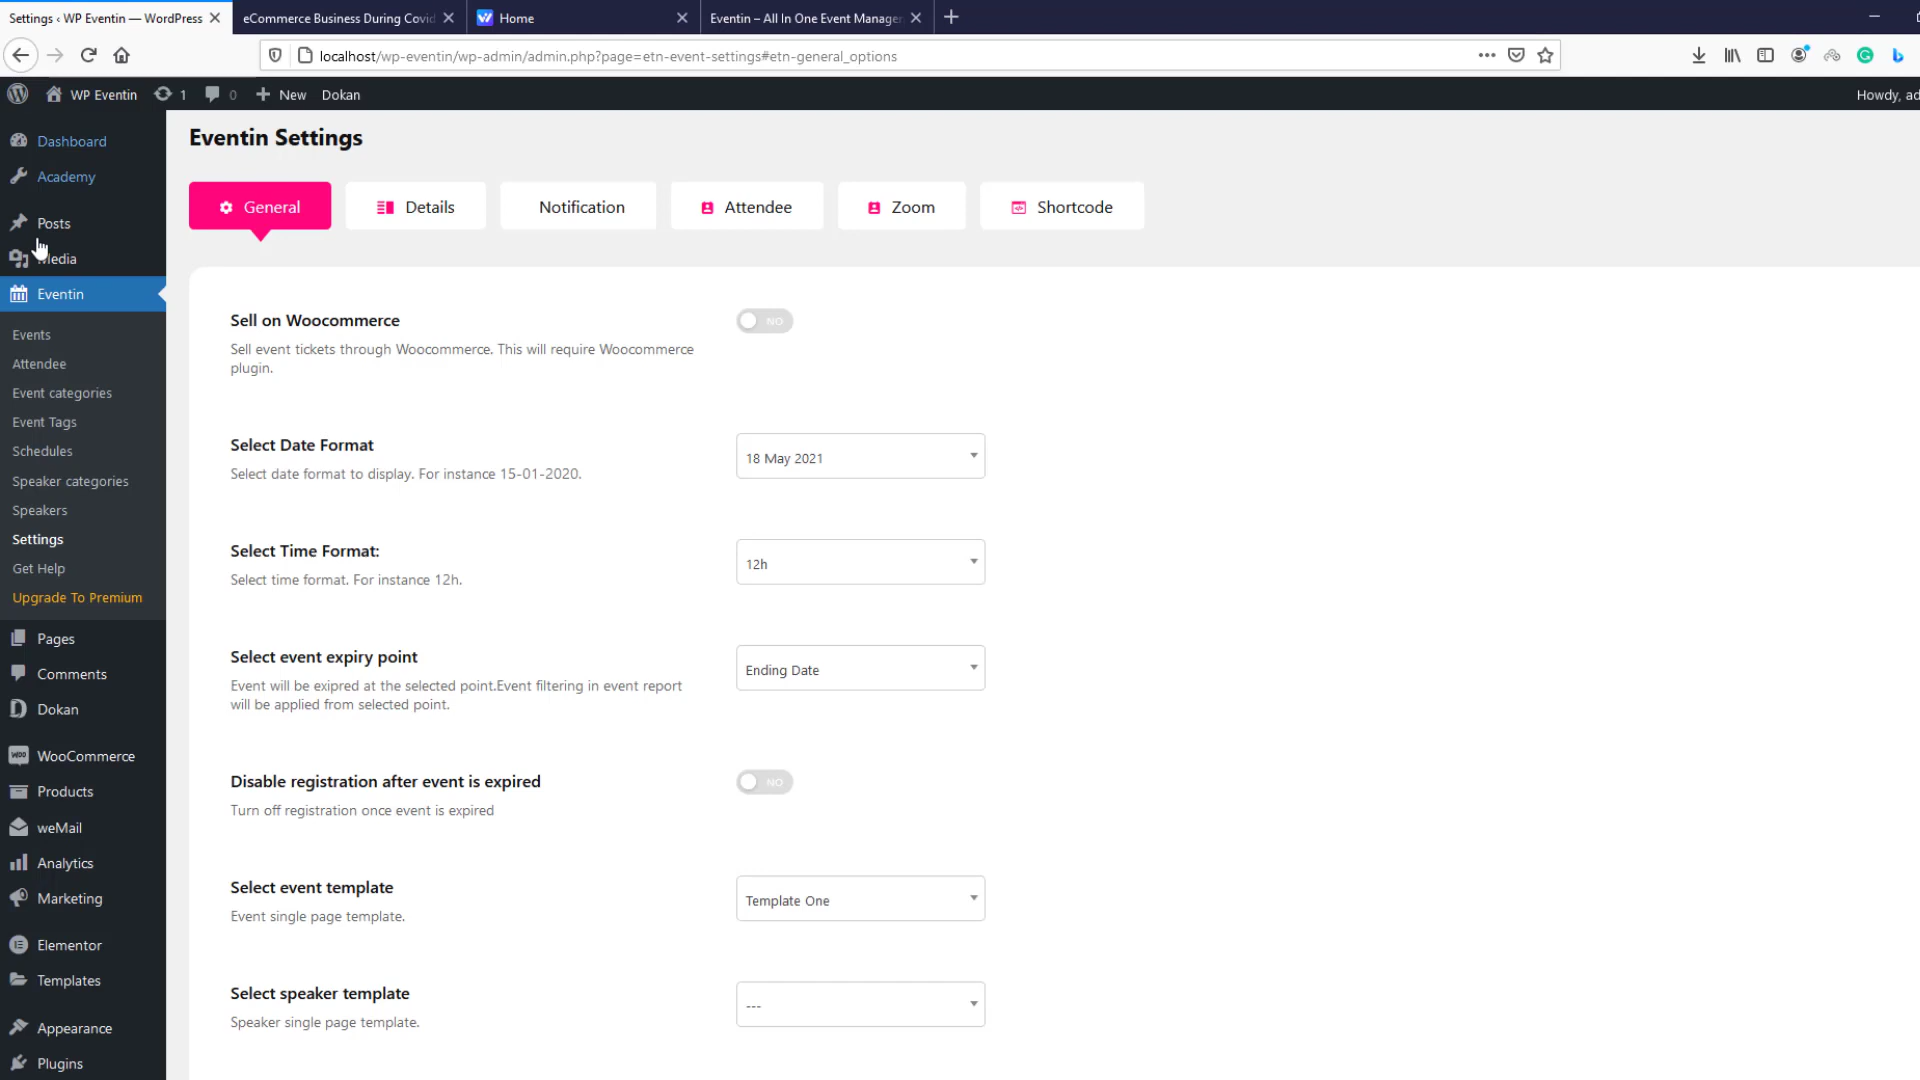 Settings ‹ WP Eventin — WordPress
eCommerce Business During Covid
Home
Eventin – All In One Event Manager
localhost/wp-eventin/wp-admin/admin.php?page=etn-event-settings#etn-general_options
WP Eventin
1
0
New
Dokan
Howdy, ad
Dashboard
Academy
Posts
Media
Eventin
Events
Attendee
Event categories
Event Tags
Schedules
Speaker categories
Speakers
Settings
Get Help
Upgrade To Premium
Pages
Comments
Dokan
WooCommerce
Products
weMail
Analytics
Marketing
Elementor
Templates
Appearance
Plugins
Eventin Settings
General
Details
Notification
Attendee
Zoom
Shortcode
Sell on Woocommerce
NO
Sell event tickets through Woocommerce. This will require Woocommerce
plugin.
Select Date Format
18 May 2021
Select date format to display. For instance 15-01-2020.
Select Time Format:
12h
Select time format. For instance 12h.
Select event expiry point
Ending Date
Event will be exipred at the selected point.Event filtering in event report
will be applied from selected point.
Disable registration after event is expired
NO
Turn off registration once event is expired
Select event template
Template One
Event single page template.
Select speaker template
---
Speaker single page template.